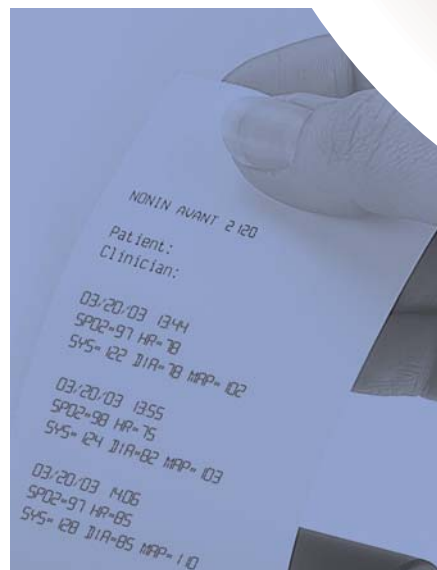 NONIN AVANT 2120
Patient:
Clinician:
03/20/03 1344
SPO2=97 HR=78
SYS= 122 DIA=78 MAP= 102
03/20/03 1355
SPO2=98 HR=75
SYS= 124 DIA=82 MAP= 103
03/20/03 1406
SPO2=97 HR=85
SYS= 128 DIA=85 MAP= 110